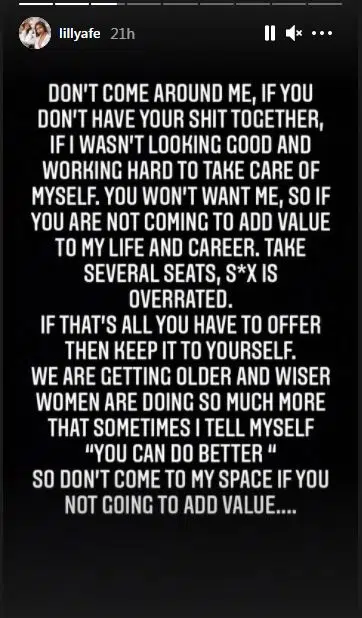 lillyafe 21h
DON'T COME AROUND ME, IF YOU
DON'T HAVE YOUR SHIT TOGETHER,
IF I WASN'T LOOKING GOOD AND
WORKING HARD TO TAKE CARE OF
MYSELF. YOU WON'T WANT ME, SO IF
YOU ARE NOT COMING TO ADD VALUE
TO MY LIFE AND CAREER. TAKE
SEVERAL SEATS, S*X IS
OVERRATED.
IF THAT'S ALL YOU HAVE TO OFFER
THEN KEEP IT TO YOURSELF.
WE ARE GETTING OLDER AND WISER
WOMEN ARE DOING SO MUCH MORE
THAT SOMETIMES I TELL MYSELF
“YOU CAN DO BETTER “
SO DON'T COME TO MY SPACE IF YOU
NOT GOING TO ADD VALUE....